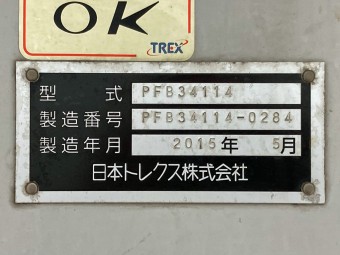 OK
TREX
型式 PFB34114
製造番号 PFB34114-0284
製造年月 2015年 5月
日本トレクス株式会社